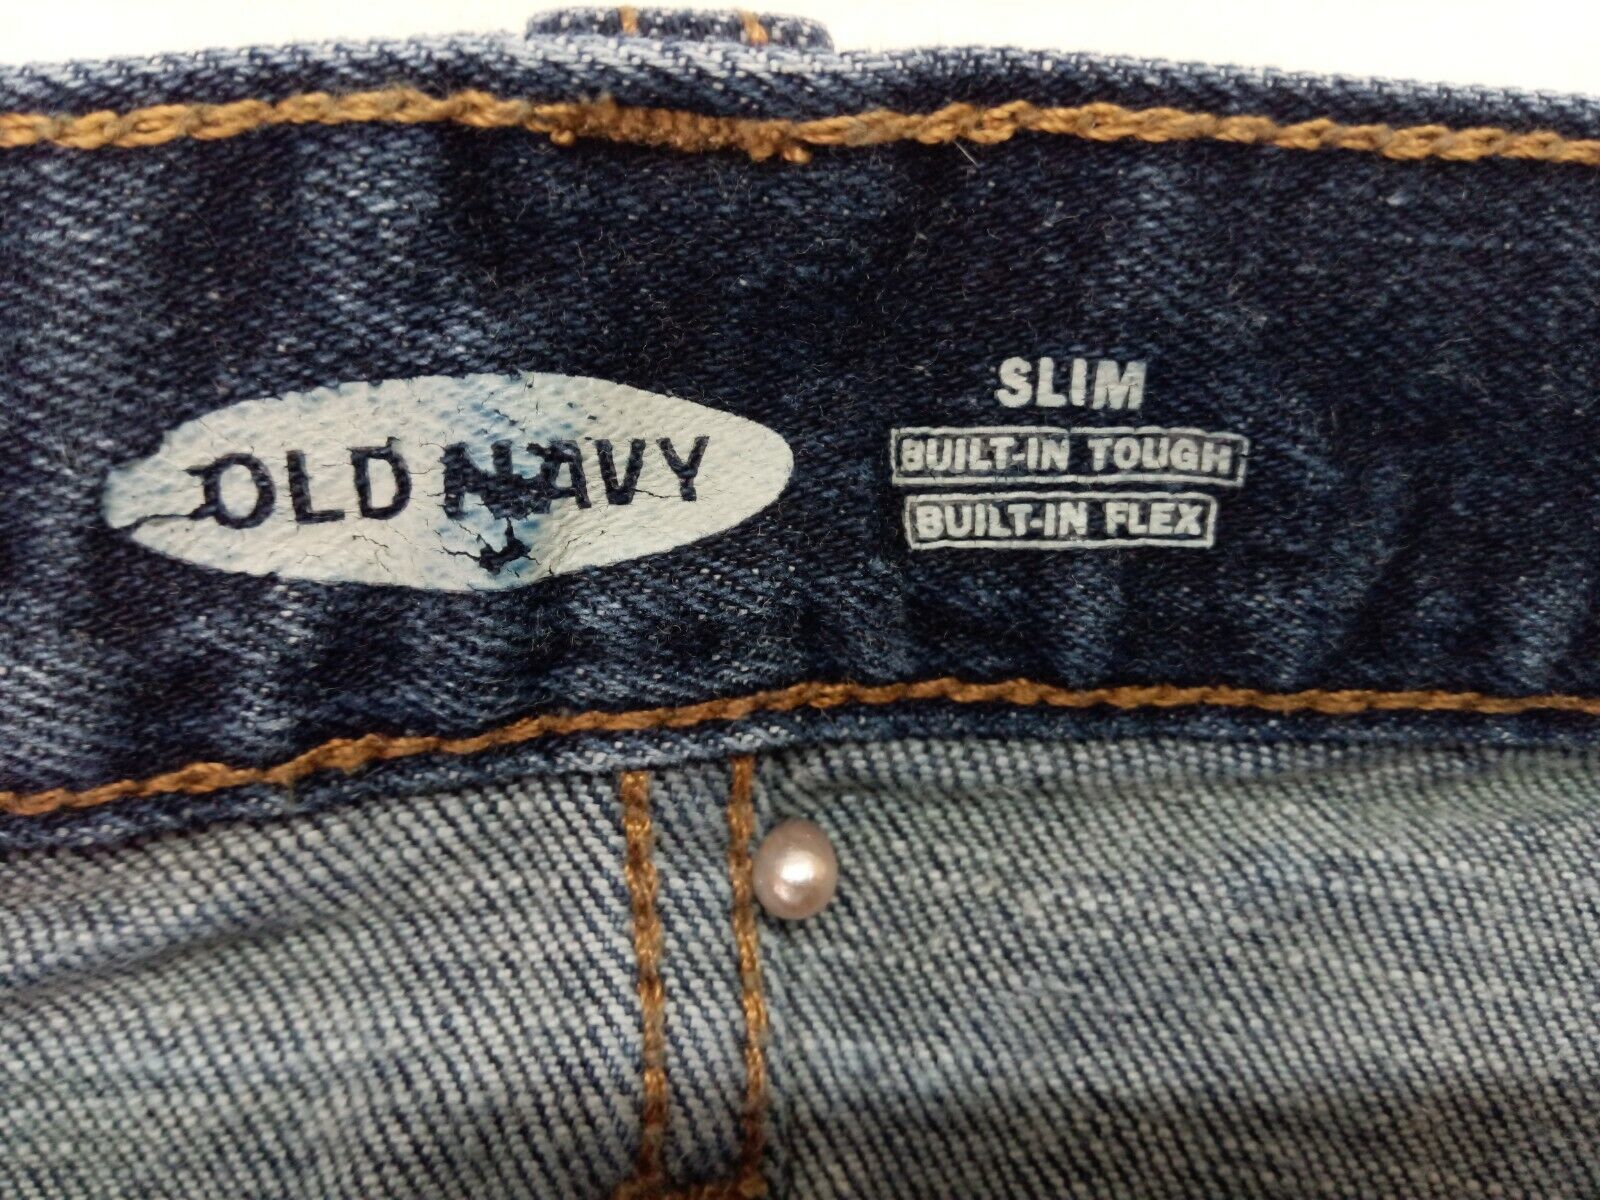 OLD NAVY
SLIM
BUILT-IN TOUGH
BUILT-IN FLEX